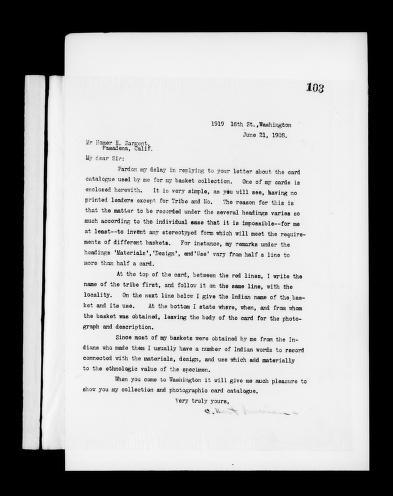 103
1919 16th St., Washington
June 21, 1908.
Mr Homer E. Sargent,
Pasadena, Calif.
My dear Sir:
Pardon my delay in replying to your letter about the card
catalogue used by me for my basket collection. One of my cards is
enclosed herewith. It is very simple, as you will see, having no
printed leaders except for Tribe and No. The reason for this is
that the matter to be recorded under the several headings varies so
much according to the individual case that it is impossible--for me
at least--to invent any stereotyped form which will meet the require-
ments of different baskets. For instance, my remarks under the
headings 'Materials', 'Design', and 'Use' vary from half a line to
more than half a card.
At the top of the card, between the red lines, I write the
name of the tribe first, and follow it on the same line, with the
locality. On the next line below I give the Indian name of the bas-
ket and its use. At the bottom I state where, when, and from whom
the basket was obtained, leaving the body of the card for the photo-
graph and description.
Since most of my baskets were obtained by me from the In-
dians who made them I usually have a number of Indian words to record
connected with the materials, design, and use which add materially
to the ethnologic value of the specimen.
When you come to Washington it will give me much pleasure to
show you my collection and photographic card catalogue.
Very truly yours,
C. Hart